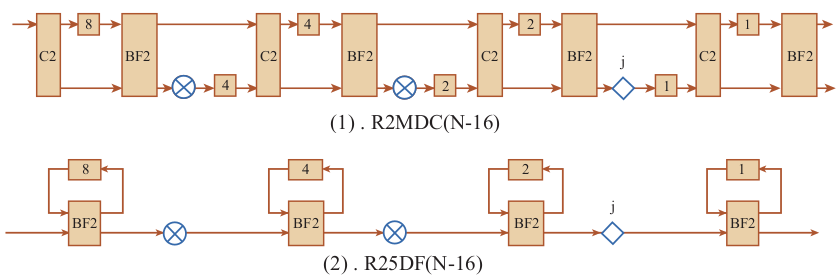 C2 8 BF2 4 C2 4 BF2 2 C2 2 BF2 j 1 C2 1 BF2
(1) . R2MDC(N-16)
8 4 2 1
BF2 BF2 BF2 j BF2
(2) . R25DF(N-16)